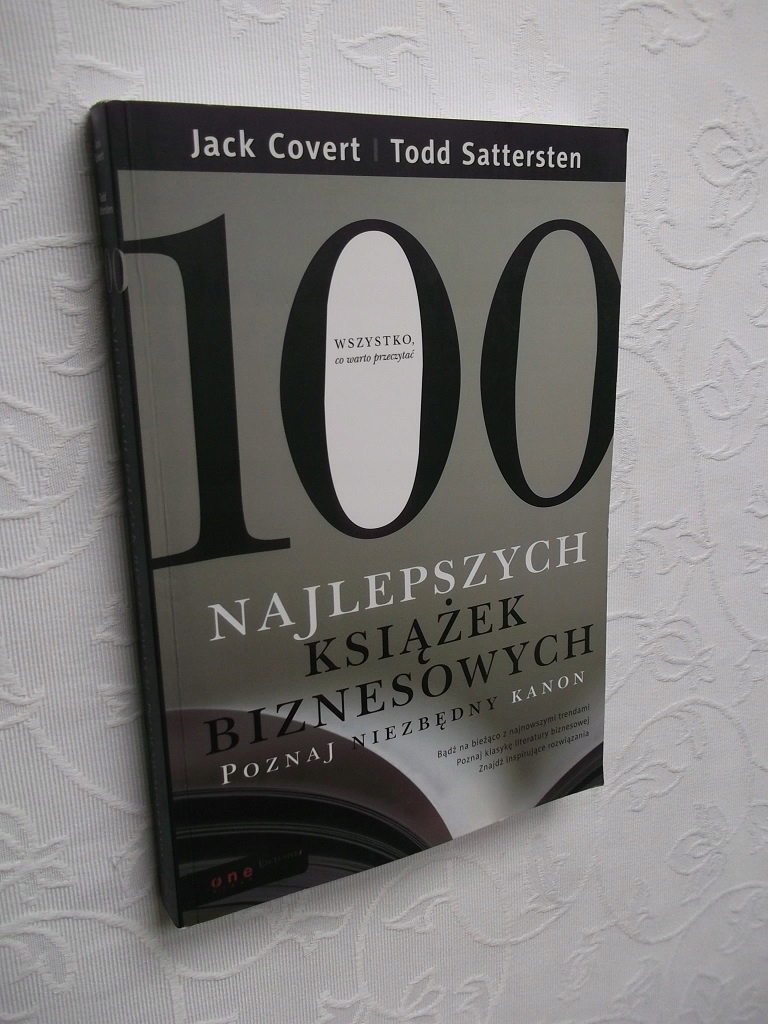 Jack Covert | Todd Sattersten
100
WSZYSTKO,
co warto przeczytać
NAJLEPSZYCH
KSIĄŻEK
BIZNESOWYCH
POZNAJ NIEZBĘDNY KANON
Bądź na bieżąco z najnowszymi trendami
Poznaj klasykę literatury biznesowej
Znajdź inspirujące rozwiązania
one